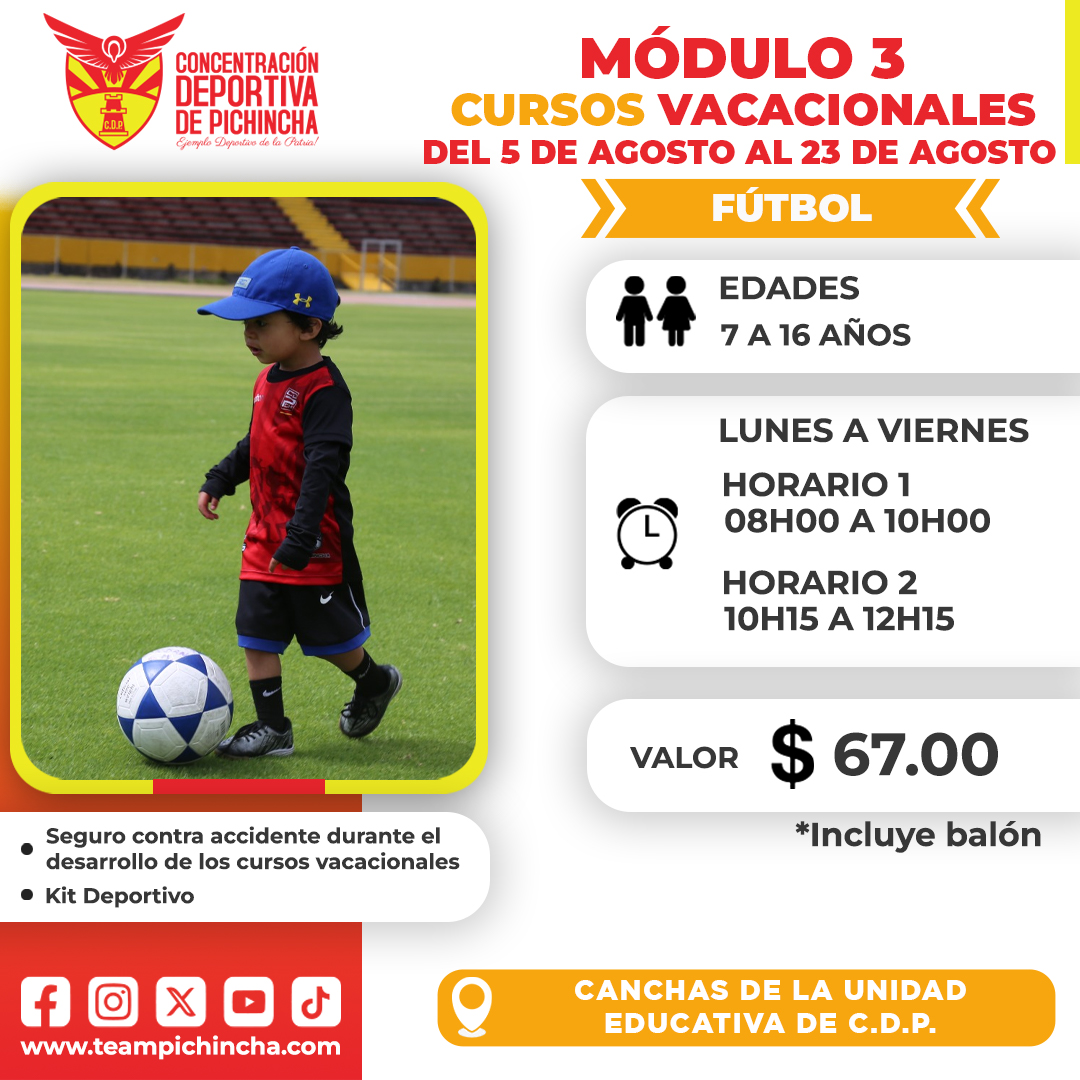 CONCENTRACIÓN
DEPORTIVA
DE PICHINCHA
Ejemplo Deportivo de la Patria!
C.D.P.
MÓDULO 3
CURSOS VACACIONALES
DEL 5 DE AGOSTO AL 23 DE AGOSTO
FÚTBOL
EDADES
7 A 16 AÑOS
LUNES A VIERNES
HORARIO 1
08H00 A 10H00
HORARIO 2
10H15 A 12H15
VALOR $ 67.00
*Incluye balón
Seguro contra accidente durante el
desarrollo de los cursos vacacionales
Kit Deportivo
www.teampichincha.com
CANCHAS DE LA UNIDAD
EDUCATIVA DE C.D.P.